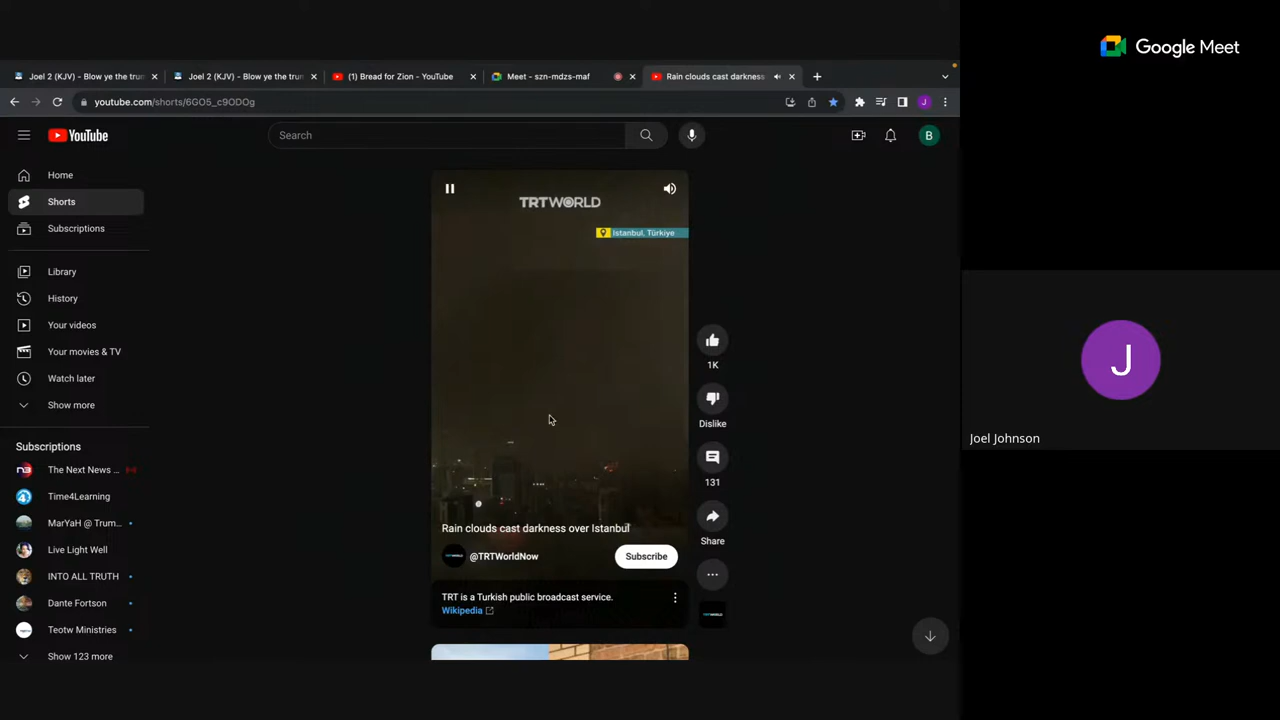 Google Meet
Joel 2 (KJV) - Blow ye the trum
Joel 2 (KJV) - Blow ye the trum
(1) Bread for Zion - YouTube
Meet - szn-mdzs-maf
Rain clouds cast darkness
youtube.com/shorts/6GO5_c9ODOg
J
YouTube
Search
B
Home
Shorts
Subscriptions
Library
History
Your videos
Your movies & TV
Watch later
Show more
Subscriptions
The Next News ...
Time4Learning
MarYaH @ Trum...
Live Light Well
INTO ALL TRUTH
Dante Fortson
Teotw Ministries
Show 123 more
TRTWORLD
Istanbul, Türkiye
Rain clouds cast darkness over Istanbul
@TRTWorldNow
Subscribe
TRT is a Turkish public broadcast service.
Wikipedia
1K
Dislike
131
Share
J
Joel Johnson